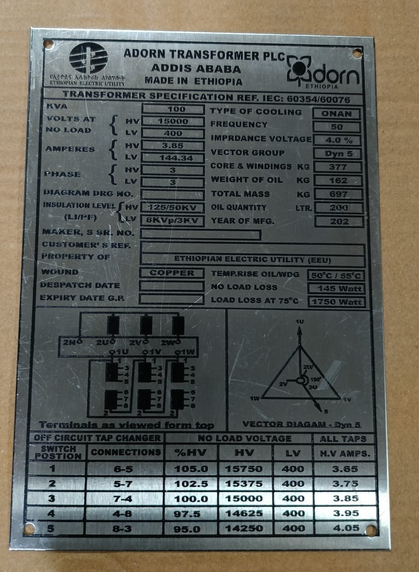 ADORN TRANSFORMER PLC
ADDIS ABABA
MADE IN ETHIOPIA
ETHIOPIAN ELECTRIC UTILITY
adorn
ETHIOPIA
TRANSFORMER SPECIFICATION REF. IEC: 60354/60076
KVA 100 TYPE OF COOLING ONAN
VOLTS AT NO LOAD HV 15000 FREQUENCY 50
LV 400 IMPRDANCE VOLTAGE 4.0 %
AMPERES HV 3.85 VECTOR GROUP Dyn 5
LV 144.34 CORE & WINDINGS KG 377
PHASE HV 3 WEIGHT OF OIL KG 162
LV 3
DIAGRAM DRG NO. TOTAL MASS KG 697
INSULATION LEVEL (LI/PF) HV 125/50KV OIL QUANTITY LTR. 200
LV 8KVp/3KV YEAR OF MFG. 202
MAKER, S SR. NO.
CUSTOMER'S REF.
PROPERTY OF ETHIOPIAN ELECTRIC UTILITY (EEU)
WOUND COPPER TEMP.RISE OIL/WDG 50°C / 55°C
DESPATCH DATE NO LOAD LOSS 145 Watt
EXPIRY DATE G.P. LOAD LOSS AT 75°C 1750 Watt
2N 2U 2V 2W
1U 1V 1W
1U
2W
2V 2U
1W 1V
Terminals as viewed form top
VECTOR DIAGAM - Dyn 5
OFF CIRCUIT TAP CHANGER NO LOAD VOLTAGE ALL TAPS
SWITCH POSTION CONNECTIONS %HV HV LV H.V AMPS.
1 6-5 105.0 15750 400 3.65
2 5-7 102.5 15375 400 3.75
3 7-4 100.0 15000 400 3.85
4 4-8 97.5 14625 400 3.95
5 8-3 95.0 14250 400 4.05